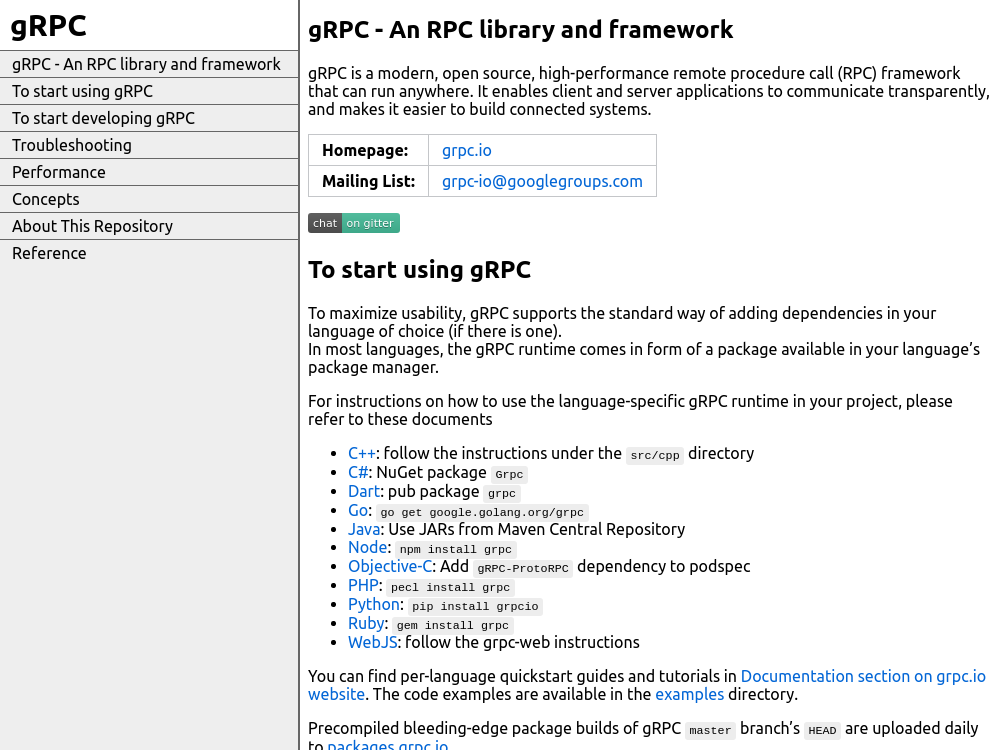 gRPC
gRPC - An RPC library and framework
To start using gRPC
To start developing gRPC
Troubleshooting
Performance
Concepts
About This Repository
Reference
gRPC - An RPC library and framework
gRPC is a modern, open source, high-performance remote procedure call (RPC) framework
that can run anywhere. It enables client and server applications to communicate transparently,
and makes it easier to build connected systems.
Homepage: grpc.io
Mailing List: grpc-io@googlegroups.com
chat on gitter
To start using gRPC
To maximize usability, gRPC supports the standard way of adding dependencies in your
language of choice (if there is one).
In most languages, the gRPC runtime comes in form of a package available in your language’s
package manager.
For instructions on how to use the language-specific gRPC runtime in your project, please
refer to these documents
• C++: follow the instructions under the src/cpp directory
• C#: NuGet package Grpc
• Dart: pub package grpc
• Go: go get google.golang.org/grpc
• Java: Use JARs from Maven Central Repository
• Node: npm install grpc
• Objective-C: Add gRPC-ProtoRPC dependency to podspec
• PHP: pecl install grpc
• Python: pip install grpcio
• Ruby: gem install grpc
• WebJS: follow the grpc-web instructions
You can find per-language quickstart guides and tutorials in Documentation section on grpc.io
website. The code examples are available in the examples directory.
Precompiled bleeding-edge package builds of gRPC master branch’s HEAD are uploaded daily
to packages.grpc.io